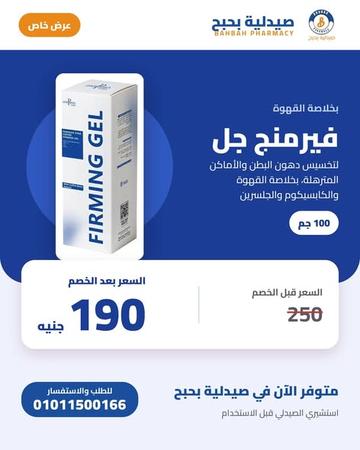 عرض خاص
صيدلية بحبح
BAHBAH PHARMACY
صيدلية بحبح
بخلاصة القهوة
فيرمنج جل
لتخسيس دهون البطن والأماكن
المترهلة، بخلاصة القهوة
والكابسيكوم والجلسرين
100 جم
FIRMING GEL
السعر قبل الخصم
250
السعر بعد الخصم
190 جنيه
متوفر الآن في صيدلية بحبح
استشيري الصيدلي قبل الاستخدام
للطلب والاستفسار
01011500166